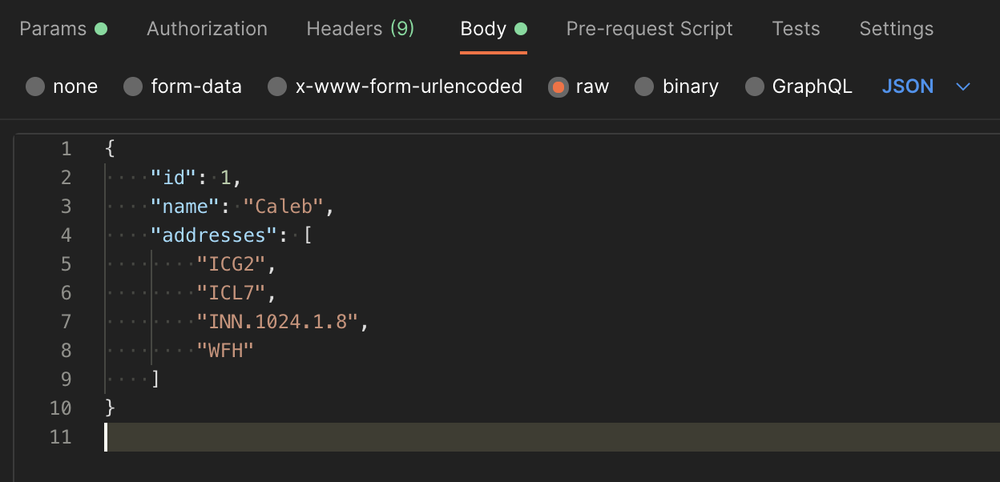 Params Authorization Headers (9) Body Pre-request Script Tests Settings
none form-data x-www-form-urlencoded raw binary GraphQL JSON
1 {
2 "id": 1,
3 "name": "Caleb",
4 "addresses": [
5 "ICG2",
6 "ICL7",
7 "INN.1024.1.8",
8 "WFH"
9 ]
10 }
11